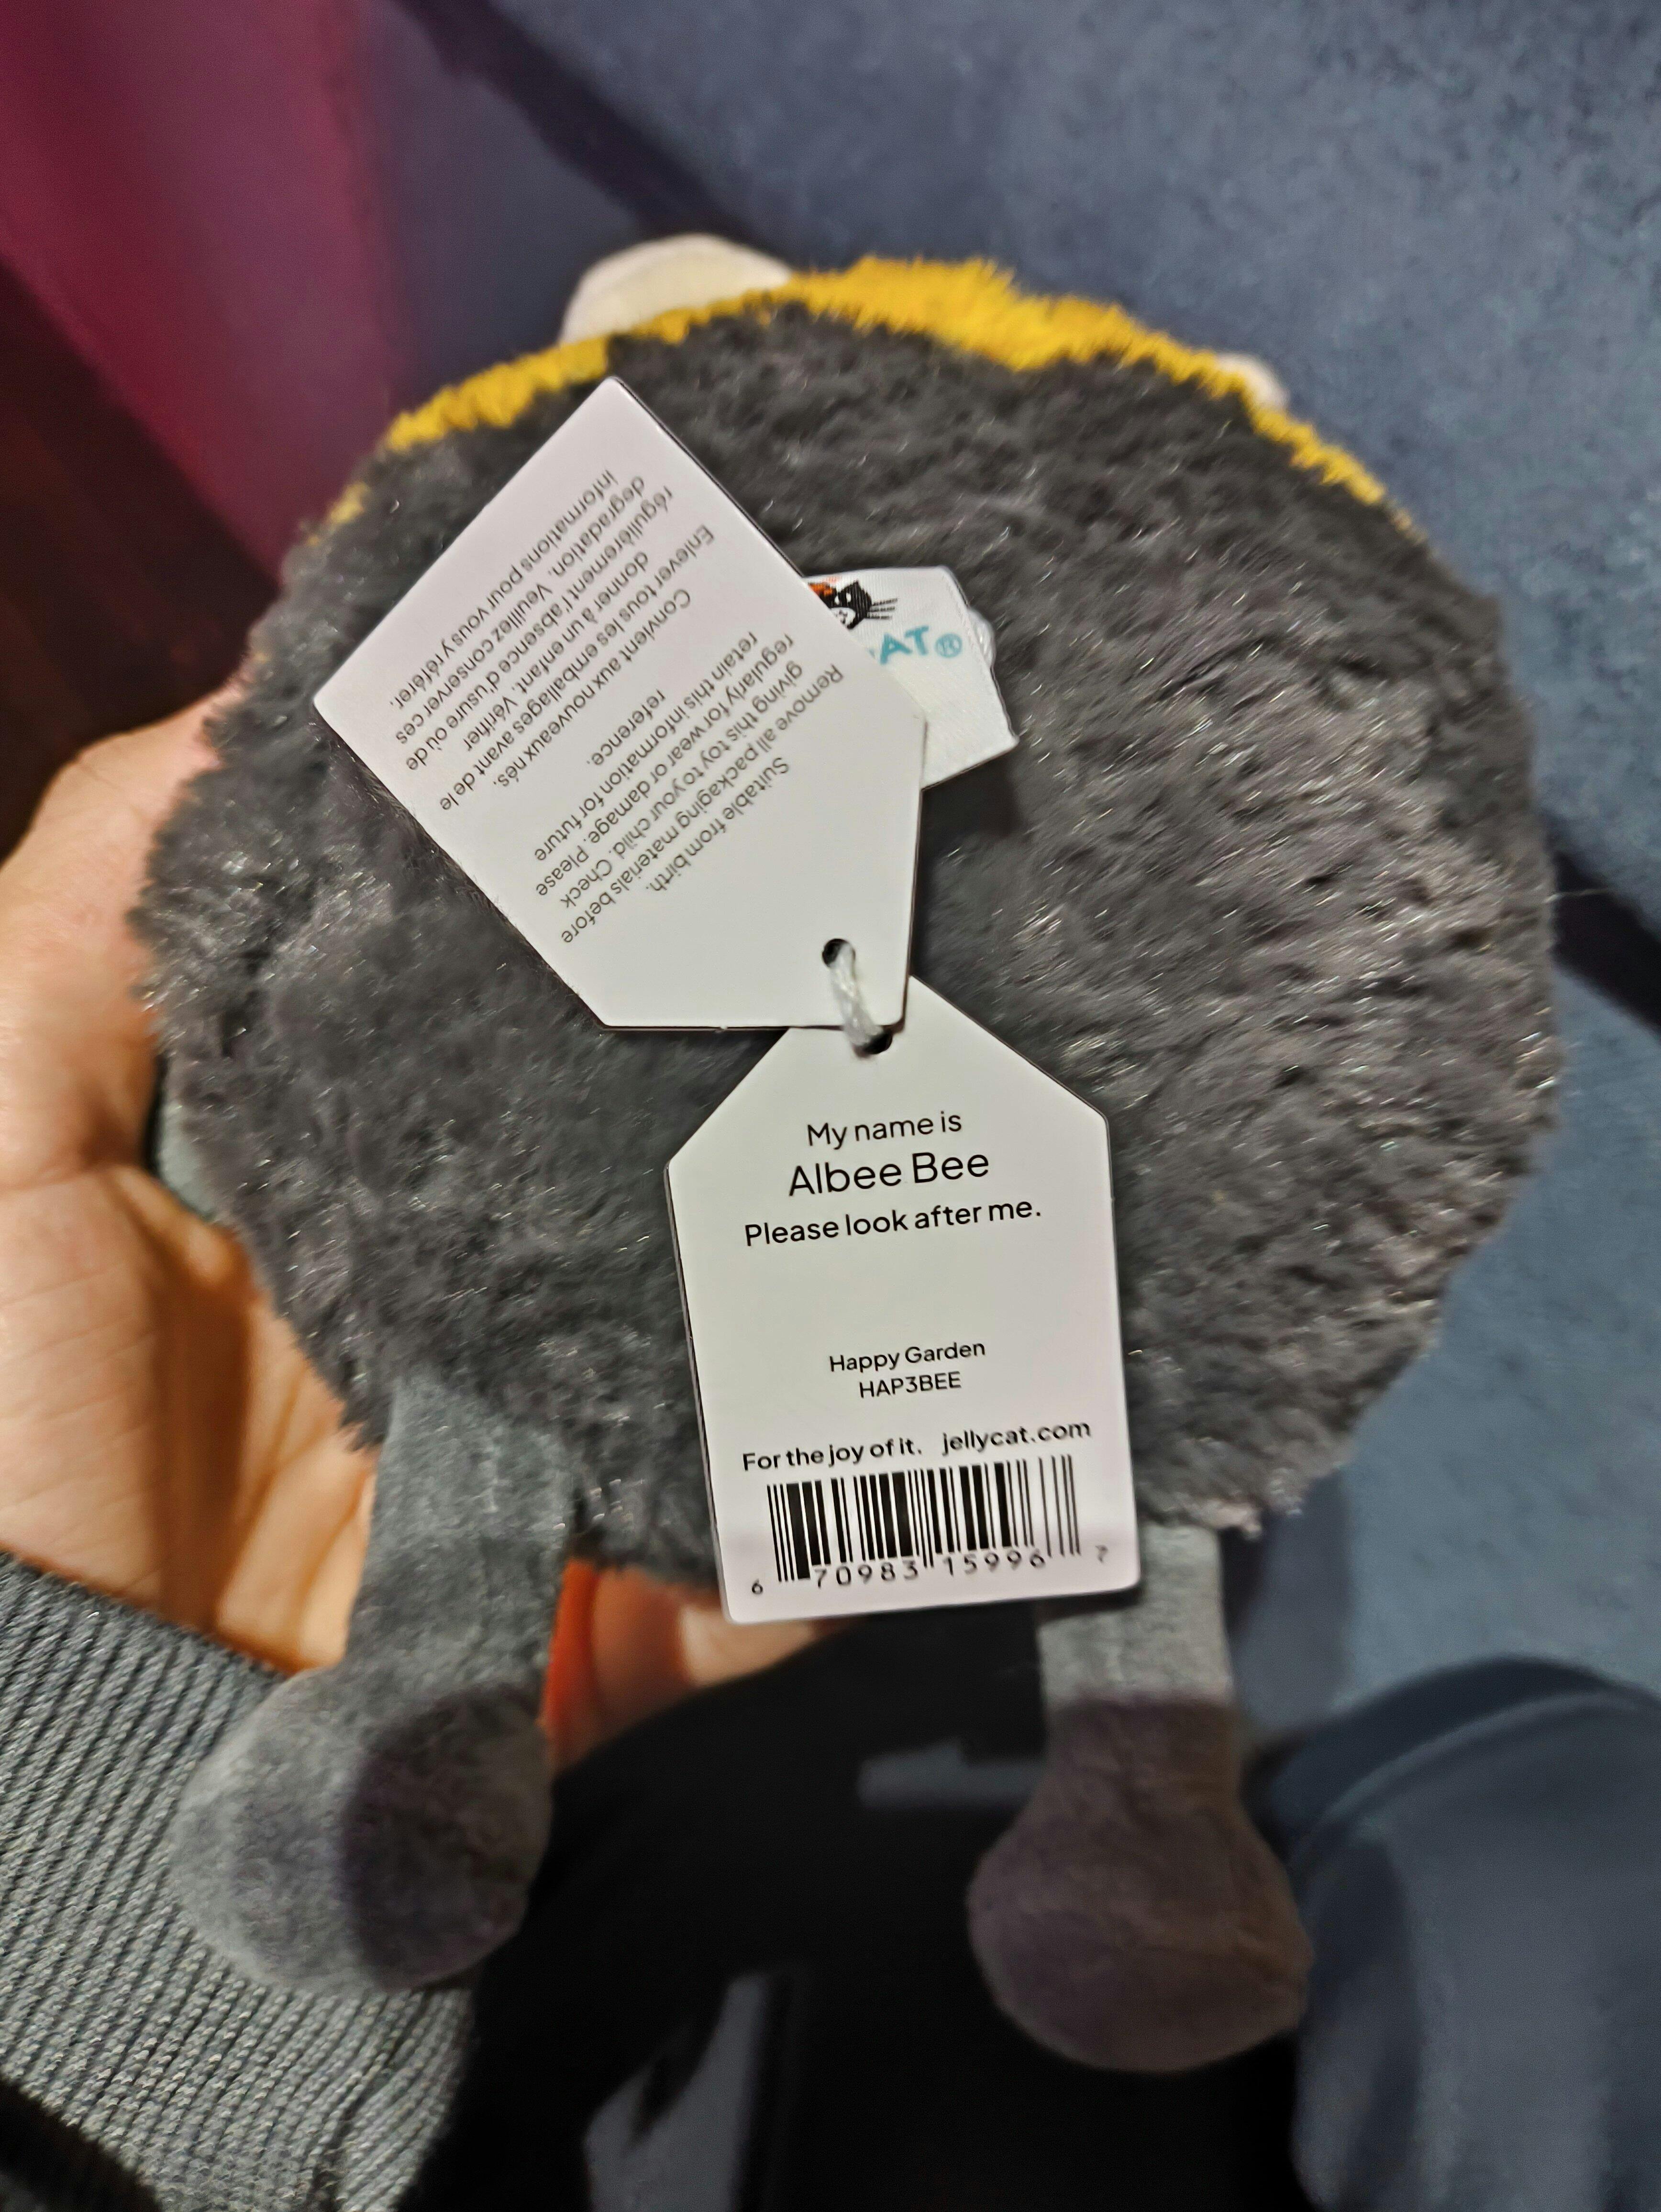 Suitable from birth.
Remove all packaging materials before
giving this toy to your child. Check
regularly for wear or damage. Please
retain this information for future
reference.
Convient aux nouveaux nés.
Enlever tous les emballages avant de le
donner à un enfant. Vérifier
régulièrement l'absence d'usure où de
degradation. Veuillez conserver ces
informations pour vous y référer.
AT®
My name is
Albee Bee
Please look after me.
Happy Garden
HAP3BEE
For the joy of it. jellycat.com
6 70983 15996 7